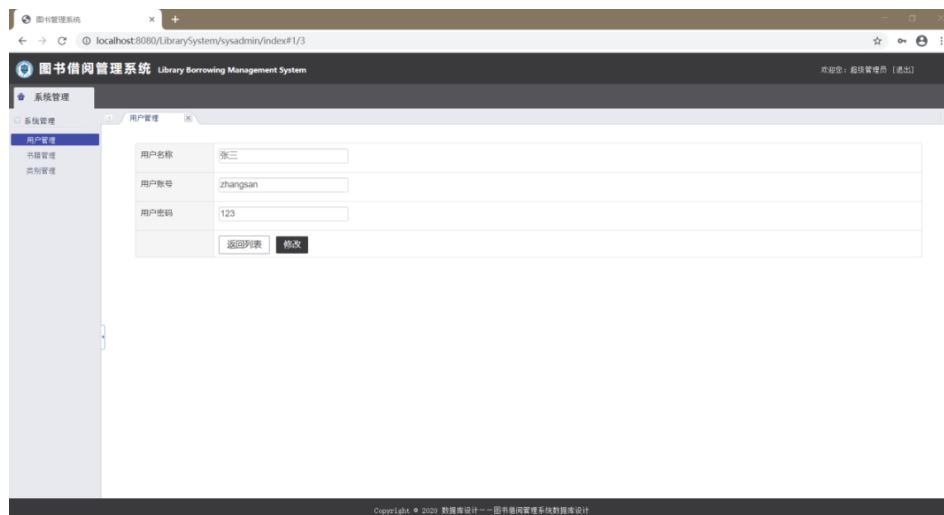 图书管理系统
localhost:8080/LibrarySystem/sysadmin/index#1/3
图书借阅管理系统 Library Borrowing Management System
欢迎您：超级管理员 [退出]
系统管理
系统管理
用户管理
用户管理
书籍管理
类别管理
用户名称 张三
用户账号 zhangsan
用户密码 123
返回列表 修改
Copyright © 2020 数据库设计——图书借阅管理系统数据库设计